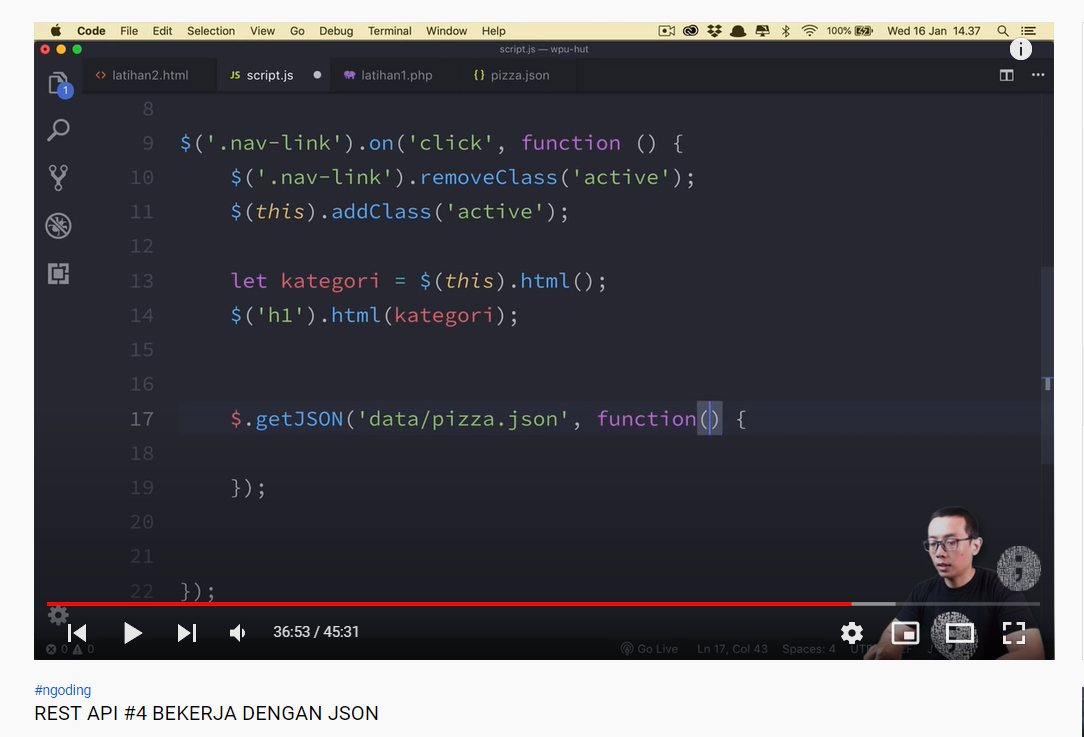 Code File Edit Selection View Go Debug Terminal Window Help 100% Wed 16 Jan 14.37
script.js — wpu-hut
i
1
<> latihan2.html JS script.js latihan1.php {} pizza.json
8
9 $('.nav-link').on('click', function () {
10 $('.nav-link').removeClass('active');
11 $(this).addClass('active');
12
13 let kategori = $(this).html();
14 $('h1').html(kategori);
15
16
17 $.getJSON('data/pizza.json', function() {
18
19 });
20
21
22 });
36:53 / 45:31
0 0 Go Live Ln 17, Col 43 Spaces: 4
#ngoding
REST API #4 BEKERJA DENGAN JSON